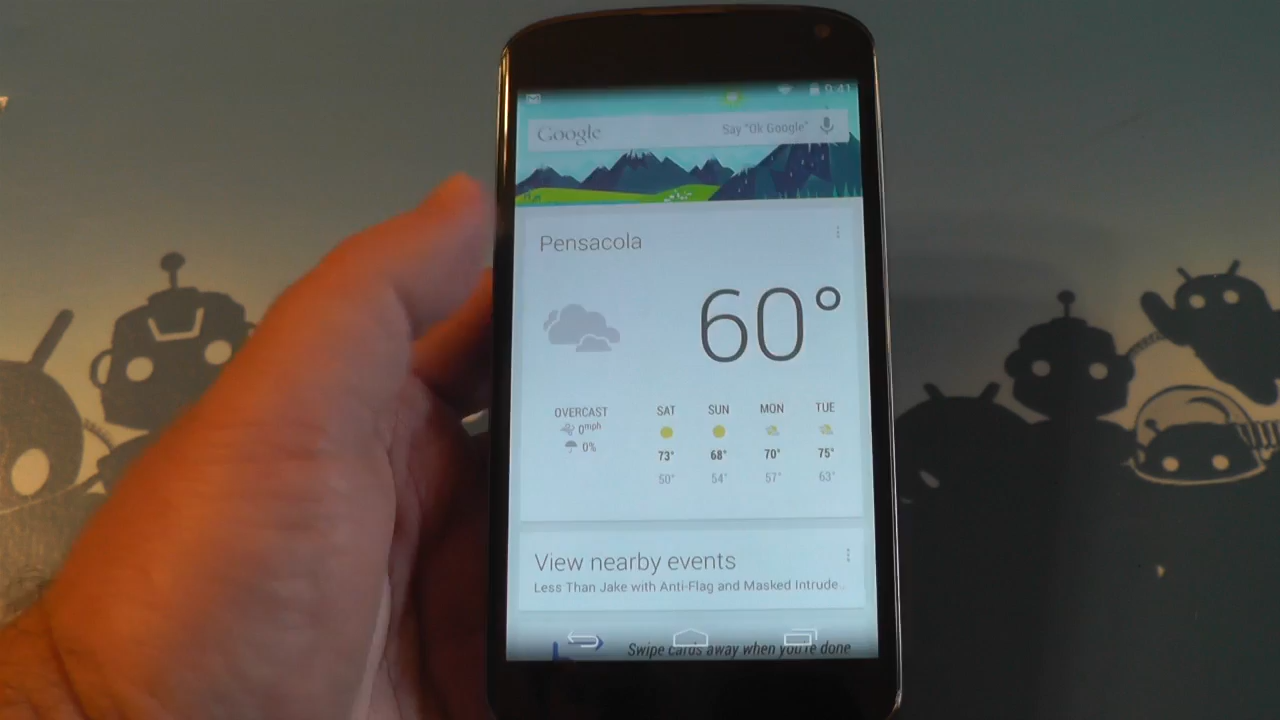 9:41
Google Say "Ok Google"
Pensacola
60°
OVERCAST
0mph
0%
SAT SUN MON TUE
73° 68° 70° 75°
50° 54° 57° 63°
View nearby events
Less Than Jake with Anti-Flag and Masked Intrude..
Swipe cards away when you're done